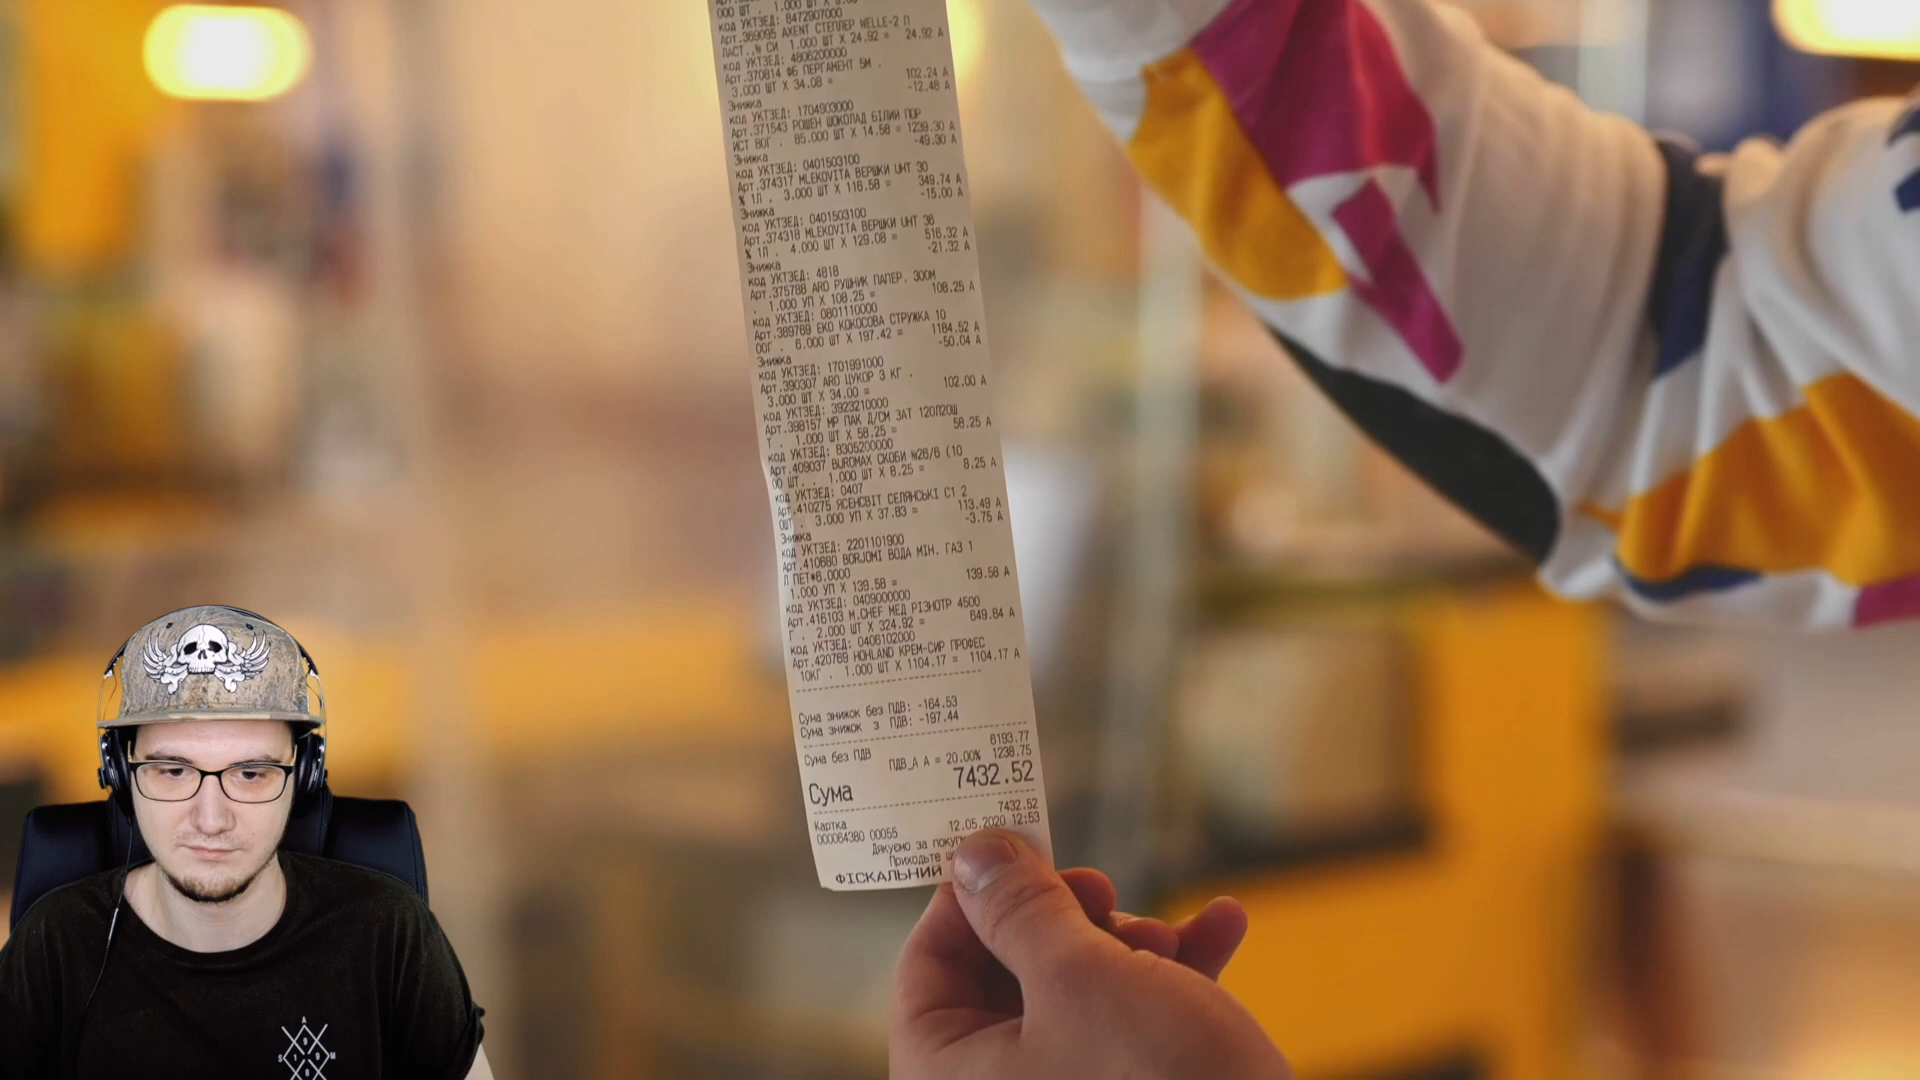 000 ШТ . 1.000 ШТ X
код УКТЗЕД: 8472907000
Арт.369095 AXENT СТЕПЛЕР WELLE-2 П
ЛАСТ.,№ СИ 1.000 ШТ X 24.92 = 24.92 А
код УКТЗЕД: 4806200000
Арт.370814 ФБ ПЕРГАМЕНТ 5М .
3.000 ШТ X 34.08 = 102.24 А
Знижка -12.48 А
код УКТЗЕД: 1704903000
Арт.371543 РОШЕН ШОКОЛАД БІЛИЙ ПОР
ИСТ 80Г . 85.000 ШТ X 14.58 = 1239.30 А
Знижка -49.30 А
код УКТЗЕД: 0401503100
Арт.374317 MLEKOVITA ВЕРШКИ UHT 30
% 1Л . 3.000 ШТ X 116.58 = 349.74 А
Знижка -15.00 А
код УКТЗЕД: 0401503100
Арт.374318 MLEKOVITA ВЕРШКИ UHT 36
% 1Л . 4.000 ШТ X 129.08 = 516.32 А
Знижка -21.32 А
код УКТЗЕД: 4818
Арт.375788 ARO РУШНИК ПАПЕР. 300М
. 1.000 УП X 108.25 = 108.25 А
код УКТЗЕД: 0801110000
Арт.389769 ЕКО КОКОСОВА СТРУЖКА 10
00Г . 6.000 ШТ X 197.42 = 1184.52 А
Знижка -50.04 А
код УКТЗЕД: 1701991000
Арт.390307 ARO ЦУКОР 3 КГ .
3.000 ШТ X 34.00 = 102.00 А
код УКТЗЕД: 3923210000
Арт.398157 МР ПАК Д/СМ ЗАТ 120Л20Ш
Т . 1.000 ШТ X 58.25 = 58.25 А
код УКТЗЕД: 8305200000
Арт.409037 BUROMAX СКОБИ №26/6 (10
00 ШТ. . 1.000 ШТ X 8.25 = 8.25 А
код УКТЗЕД: 0407
Арт.410275 ЯСЕНСВІТ СЕЛЯНСЬКІ С1 2
0ШТ . 3.000 УП X 37.83 = 113.49 А
Знижка -3.75 А
код УКТЗЕД: 2201101900
Арт.410680 BORJOMI ВОДА МІН. ГАЗ 1
Л ПЕТ*6.0000
1.000 УП X 139.58 = 139.58 А
код УКТЗЕД: 0409000000
Арт.416103 M.CHEF МЕД РІЗНОТР 4500
Г . 2.000 ШТ X 324.92 = 649.84 А
код УКТЗЕД: 0406102000
Арт.420769 HOHLAND КРЕМ-СИР ПРОФЕС
10КГ . 1.000 ШТ X 1104.17 = 1104.17 А
Сума знижок без ПДВ: -164.53
Сума знижок з ПДВ: -197.44
Сума без ПДВ 6193.77
ПДВ_А А = 20.00% 1238.75
Сума 7432.52
Картка 7432.52
000064380 00055 12.05.2020 12:53
Дякуємо за
Приходьте
ФІСКАЛЬНИЙ
A
9 9
S 1 9 M